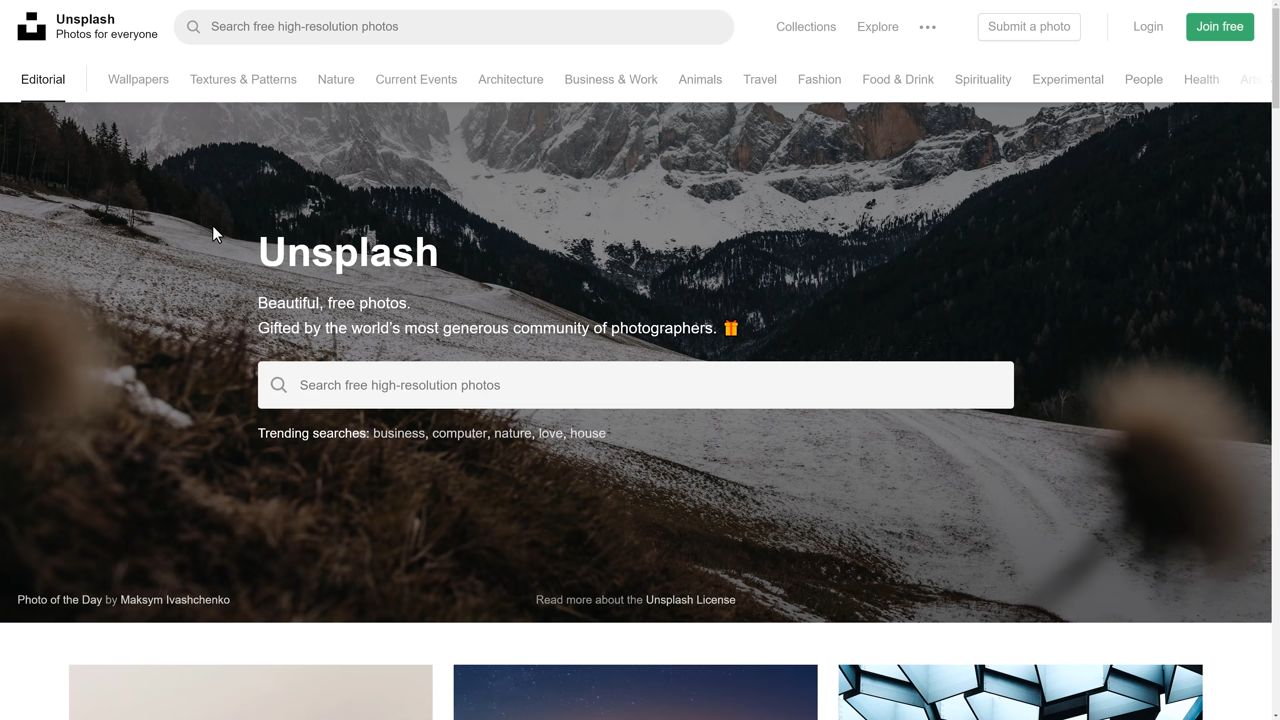 Unsplash
Photos for everyone
Search free high-resolution photos
Collections
Explore
Submit a photo
Login
Join free
Editorial
Wallpapers
Textures & Patterns
Nature
Current Events
Architecture
Business & Work
Animals
Travel
Fashion
Food & Drink
Spirituality
Experimental
People
Health
Unsplash
Beautiful, free photos.
Gifted by the world's most generous community of photographers. 🎁
Search free high-resolution photos
Trending searches: business, computer, nature, love, house
Photo of the Day by Maksym Ivashchenko
Read more about the Unsplash License